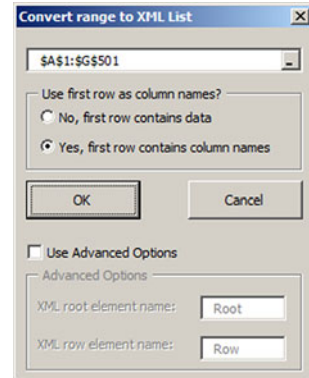 Convert range to XML List
$A$1:$G$501
Use first row as column names?
No, first row contains data
Yes, first row contains column names
OK Cancel
Use Advanced Options
Advanced Options
XML root element name: Root
XML row element name: Row